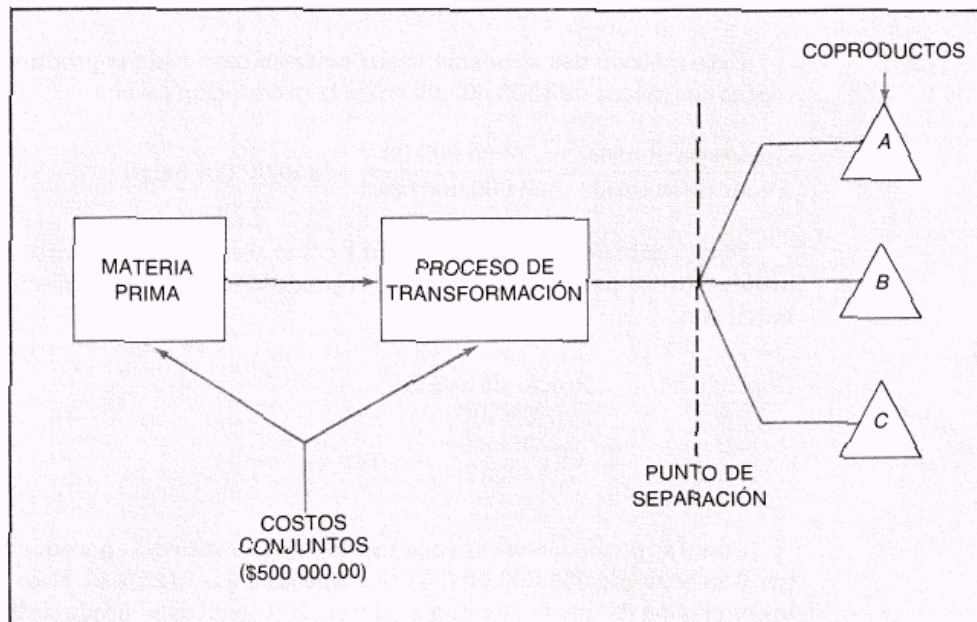 COPRODUCTOS
A
MATERIA
PRIMA
PROCESO DE
TRANSFORMACIÓN
B
C
PUNTO DE
SEPARACIÓN
COSTOS
CONJUNTOS
($500 000.00)